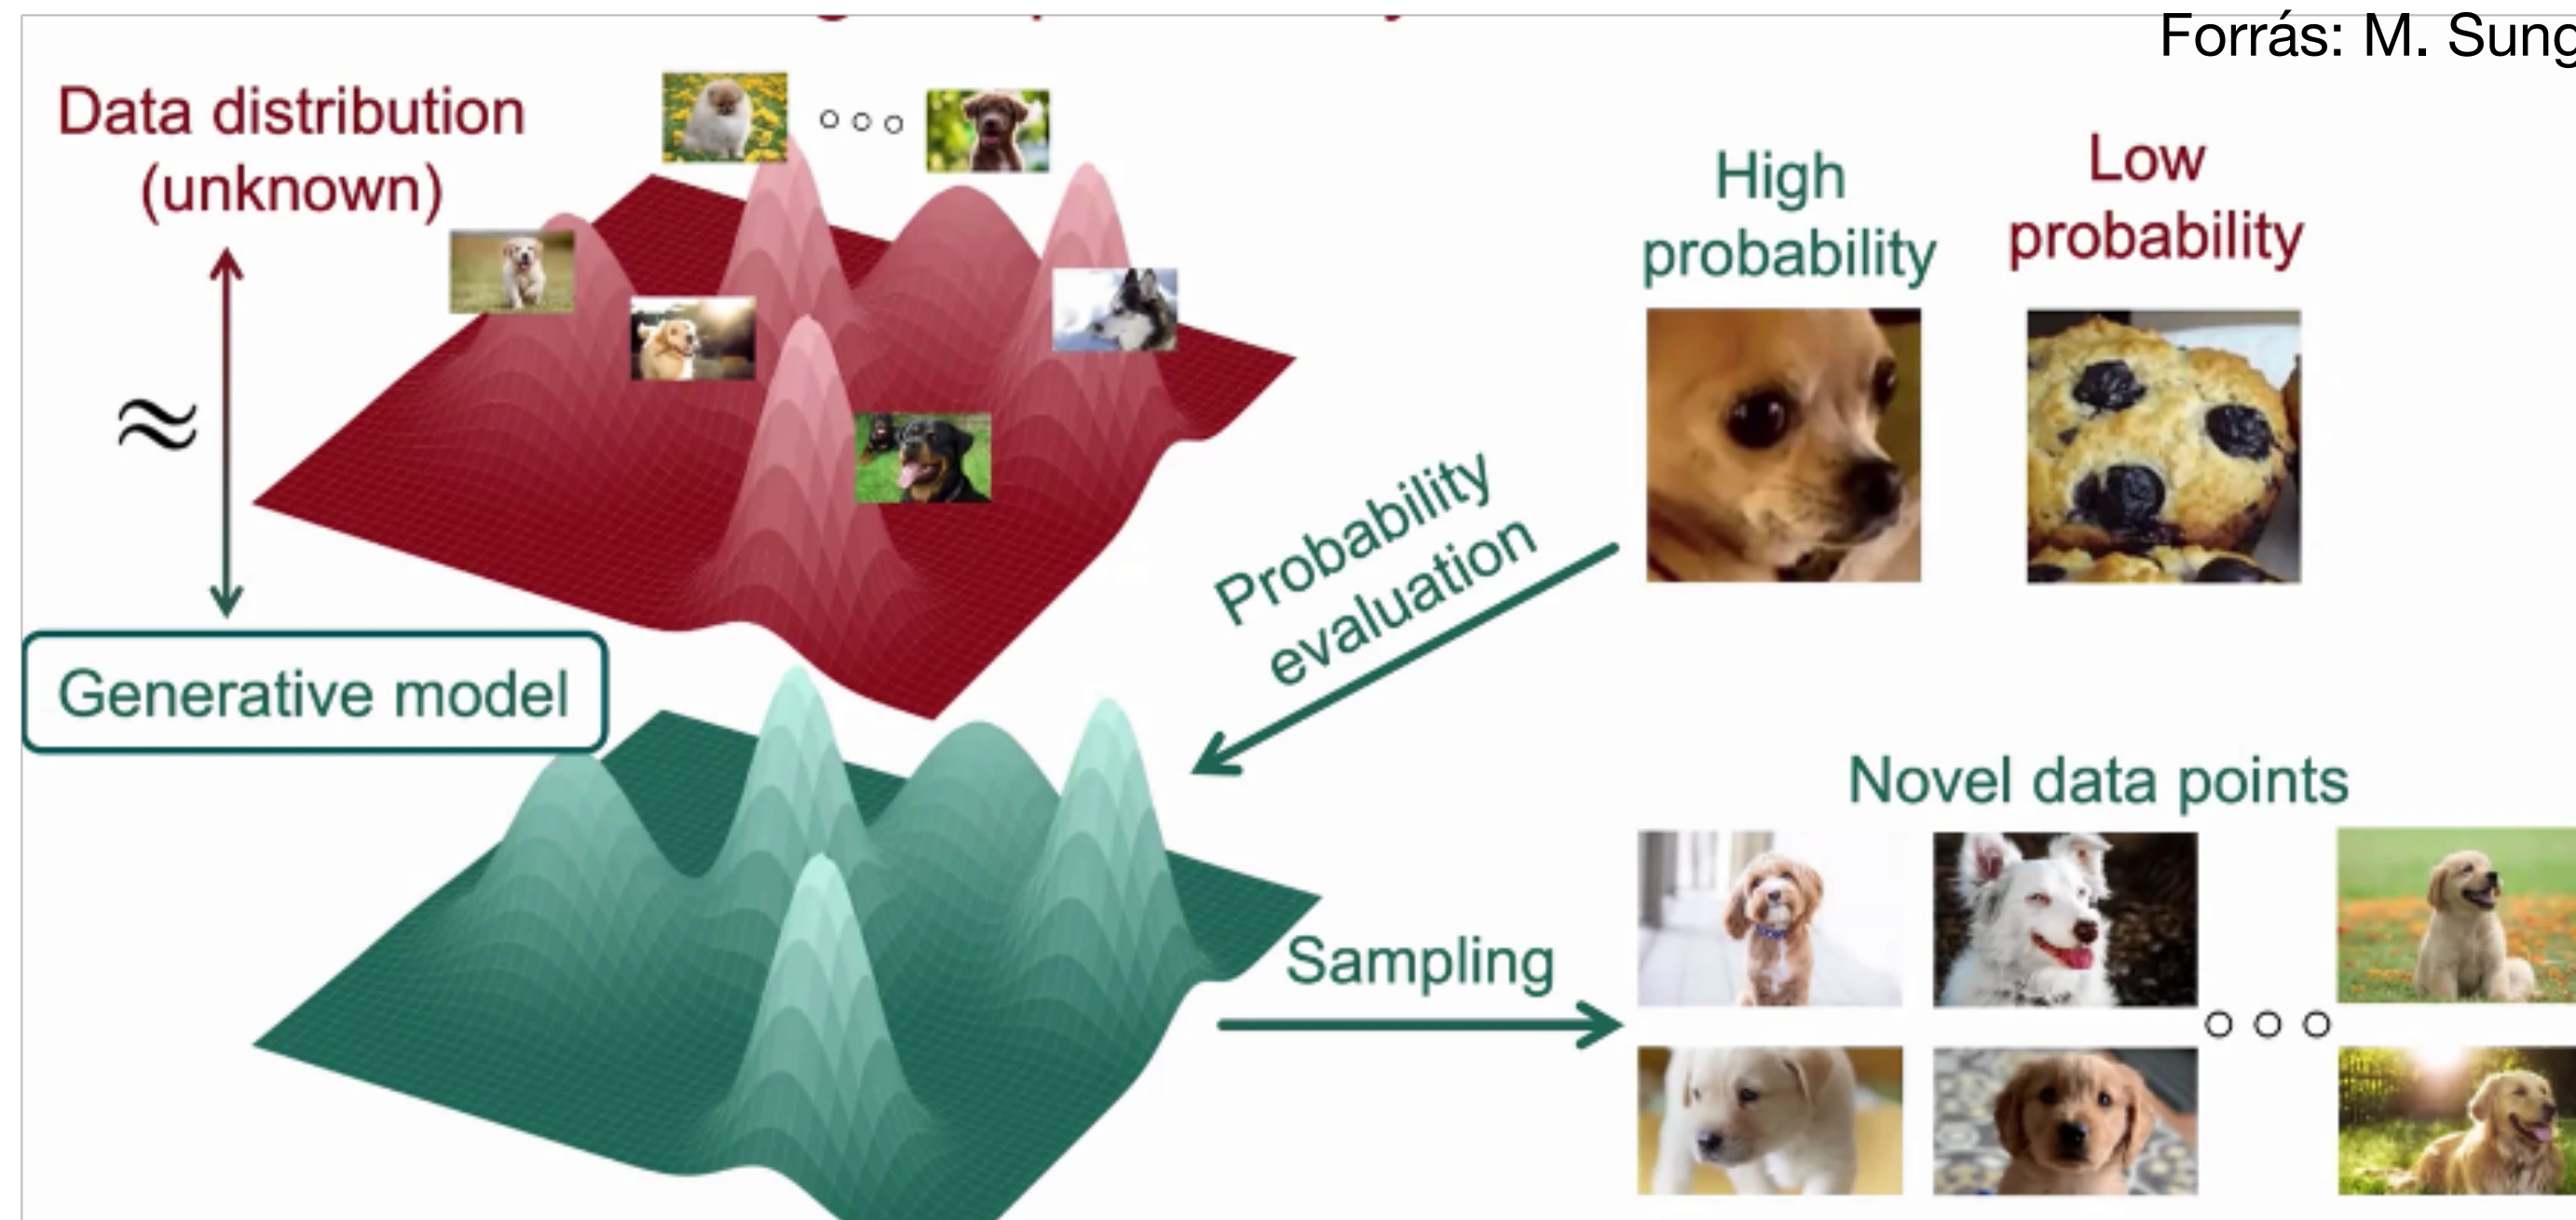 Forrás: M. Sung
Data distribution
(unknown)
≈
Generative model
High
probability
Low
probability
Probability
evaluation
Sampling
Novel data points